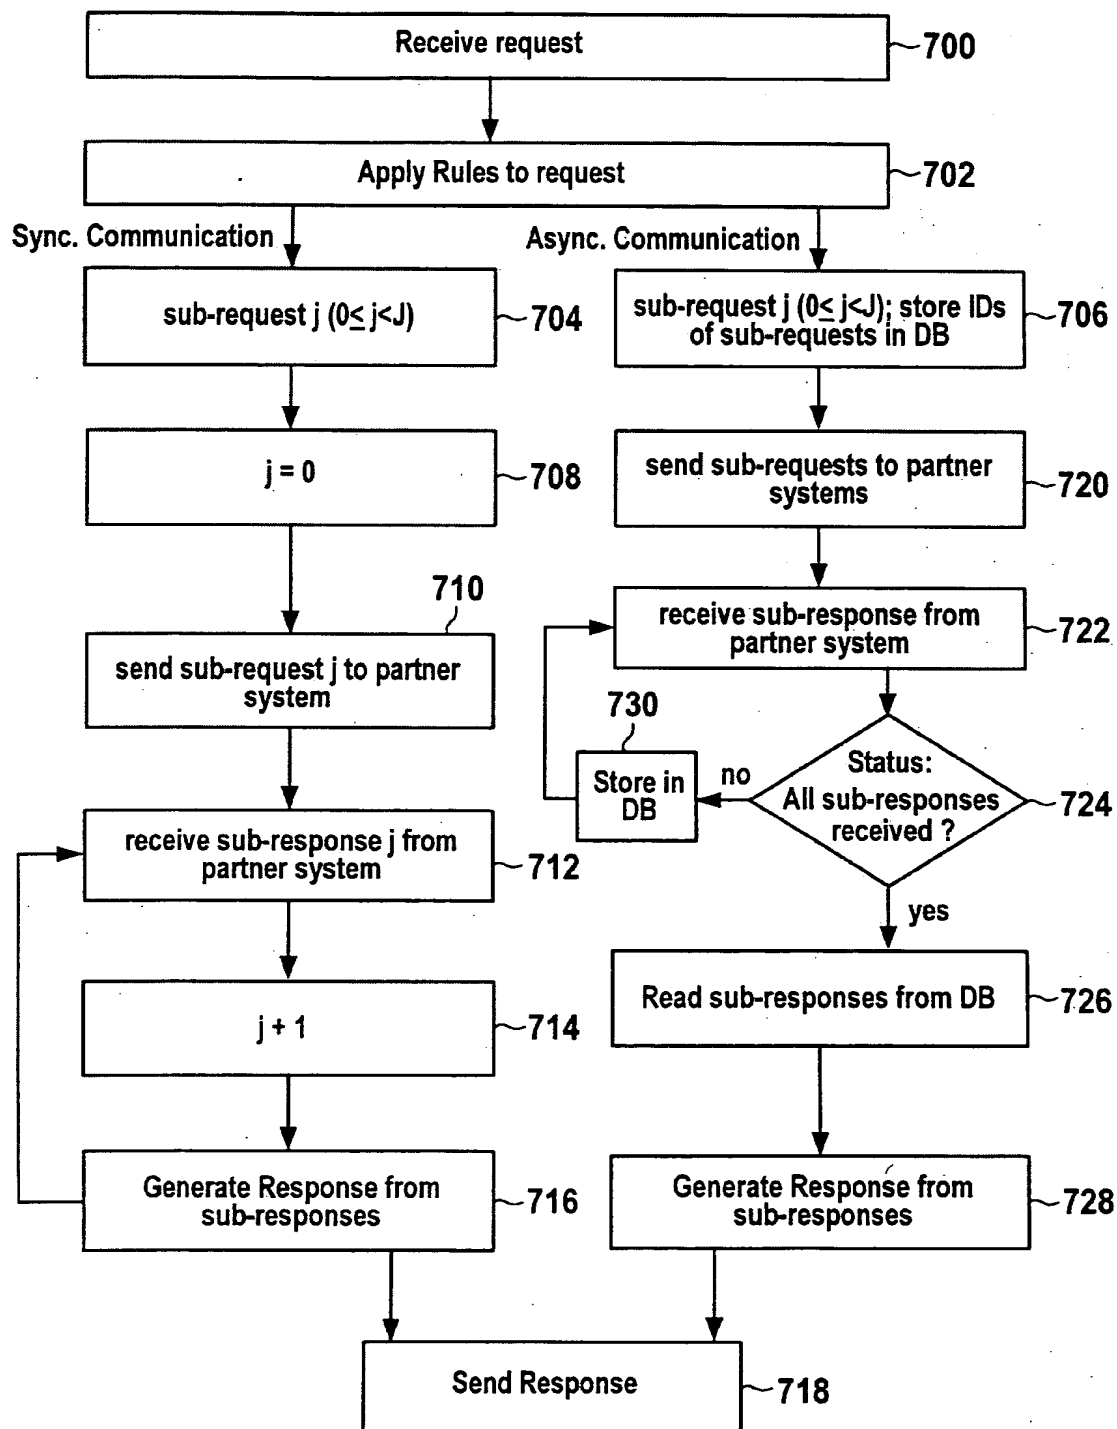 Receive request
700
Apply Rules to request
702
Sync. Communication
Async. Communication
sub-request j (0≤ j<J)
704
sub-request j (0≤ j<J); store IDs
of sub-requests in DB
706
j = 0
708
send sub-requests to partner
systems
720
710
send sub-request j to partner
system
receive sub-response from
partner system
722
730
Store in
DB
no
Status:
All sub-responses
received ?
724
receive sub-response j from
partner system
712
yes
j + 1
714
Read sub-responses from DB
726
Generate Response from
sub-responses
716
Generate Response from
sub-responses
728
Send Response
718